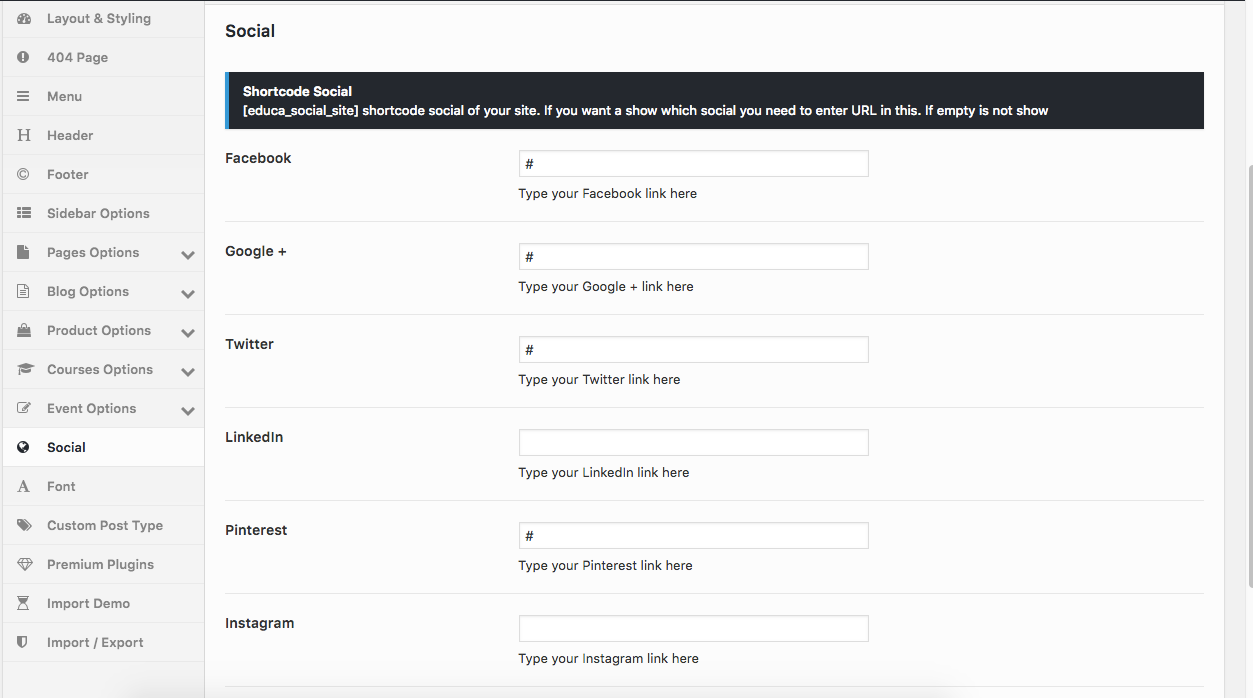 Layout & Styling
404 Page
Menu
Header
Footer
Sidebar Options
Pages Options
Blog Options
Product Options
Courses Options
Event Options
Social
Font
Custom Post Type
Premium Plugins
Import Demo
Import / Export
Social
Shortcode Social
[educa_social_site] shortcode social of your site. If you want a show which social you need to enter URL in this. If empty is not show
Facebook
#
Type your Facebook link here
Google +
#
Type your Google + link here
Twitter
#
Type your Twitter link here
LinkedIn
Type your LinkedIn link here
Pinterest
#
Type your Pinterest link here
Instagram
Type your Instagram link here